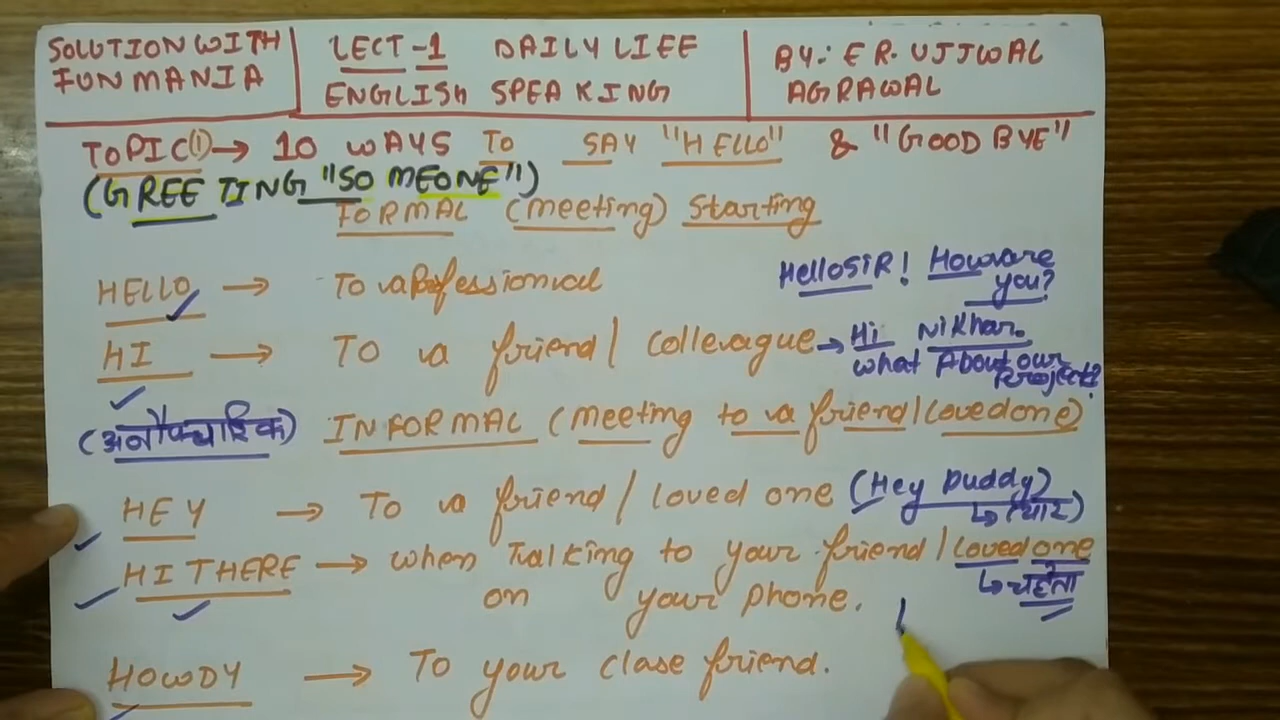 SOLUTION WITH
FUN MANIA
LECT-1 DAILY LIFE
ENGLISH SPEAKING
BY:- ER. UJJWAL
AGRAWAL
TOPIC(1)→ 10 WAYS TO SAY "HELLO" & "GOOD BYE"
(GREETING "SOMEONE")
FORMAL (meeting) Starting
HELLO → To a Professional
Hello SIR! How are
you?
HI → To a friend/colleague → Hi Nikhar.
what About our
Project?
(अनौपचारिक) INFORMAL (meeting to a friend/Loved one)
HEY → To a friend/loved one (Hey Duddy)
↳ (यार)
HI THERE → when Talking to your friend/Loved one
on your phone.
↳ चहेता
HOWDY → To your clase friend.